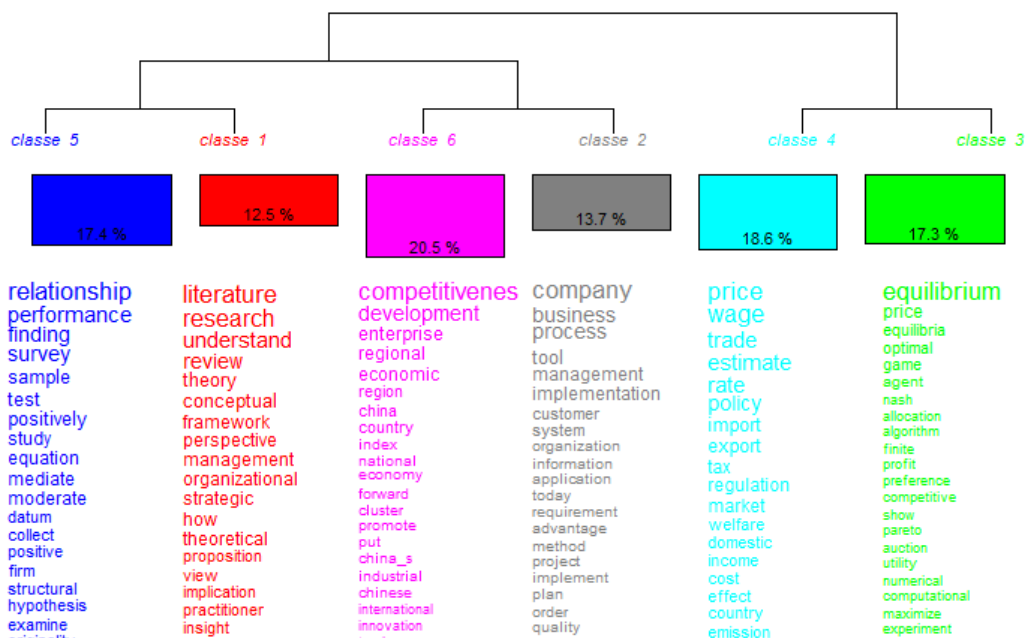 classe 5
classe 1
classe 6
classe 2
classe 4
classe 3
17.4 %
12.5 %
20.5 %
13.7 %
18.6 %
17.3 %
relationship
performance
finding
survey
sample
test
positively
study
equation
mediate
moderate
datum
collect
positive
firm
structural
hypothesis
examine
literature
research
understand
review
theory
conceptual
framework
perspective
management
organizational
strategic
how
theoretical
proposition
view
implication
practitioner
insight
competitivenes
development
enterprise
regional
economic
region
china
country
index
national
economy
forward
cluster
promote
put
china_s
industrial
chinese
international
innovation
company
business
process
tool
management
implementation
customer
system
organization
information
application
today
requirement
advantage
method
project
implement
plan
order
quality
price
wage
trade
estimate
rate
policy
import
export
tax
regulation
market
welfare
domestic
income
cost
effect
country
emission
equilibrium
price
equilibria
optimal
game
agent
nash
allocation
algorithm
finite
profit
preference
competitive
show
pareto
auction
utility
numerical
computational
maximize
experiment